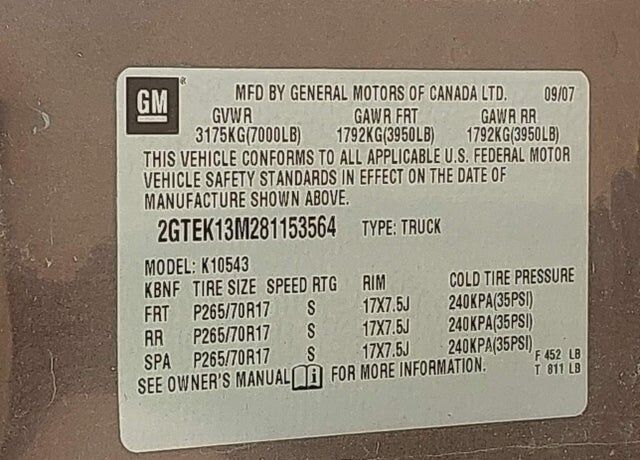 GM ® MFD BY GENERAL MOTORS OF CANADA LTD. 09/07
GVWR GAWR FRT GAWR RR
3175KG(7000LB) 1792KG(3950LB) 1792KG(3950LB)
THIS VEHICLE CONFORMS TO ALL APPLICABLE U.S. FEDERAL MOTOR
VEHICLE SAFETY STANDARDS IN EFFECT ON THE DATE OF
MANUFACTURE SHOWN ABOVE.
2GTEK13M281153564 TYPE: TRUCK
MODEL: K10543
KBNF TIRE SIZE SPEED RTG RIM COLD TIRE PRESSURE
FRT P265/70R17 S 17X7.5J 240KPA(35PSI)
RR P265/70R17 S 17X7.5J 240KPA(35PSI)
SPA P265/70R17 S 17X7.5J 240KPA(35PSI) F 452 LB
SEE OWNER'S MANUAL i FOR MORE INFORMATION. T 811 LB